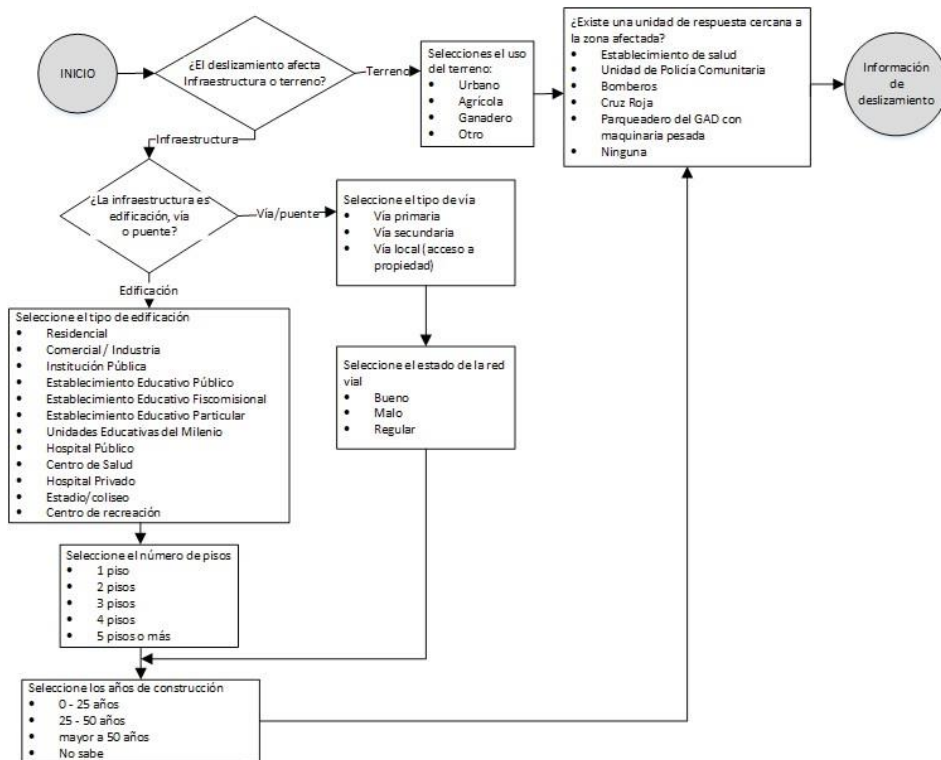 INICIO
¿El deslizamiento afecta
Infraestructura o terreno?
Terreno
Selecciones el uso
del terreno:
• Urbano
• Agrícola
• Ganadero
• Otro
¿Existe una unidad de respuesta cercana a
la zona afectada?
• Establecimiento de salud
• Unidad de Policía Comunitaria
• Bomberos
• Cruz Roja
• Parqueadero del GAD con
maquinaria pesada
• Ninguna
Información
de
deslizamiento
Infraestructura
¿La infraestructura es
edificación, vía
o puente?
Vía/puente
Seleccione el tipo de vía
• Vía primaria
• Vía secundaria
• Vía local (acceso a
propiedad)
Edificación
Seleccione el tipo de edificación
• Residencial
• Comercial / Industria
• Institución Pública
• Establecimiento Educativo Público
• Establecimiento Educativo Fiscomisional
• Establecimiento Educativo Particular
• Unidades Educativas del Milenio
• Hospital Público
• Centro de Salud
• Hospital Privado
• Estadio/coliseo
• Centro de recreación
Seleccione el estado de la red
vial
• Bueno
• Malo
• Regular
Seleccione el número de pisos
• 1 piso
• 2 pisos
• 3 pisos
• 4 pisos
• 5 pisos o más
Seleccione los años de construcción
• 0 - 25 años
• 25 - 50 años
• mayor a 50 años
• No sabe